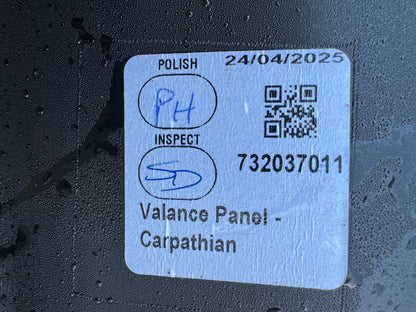 POLISH 24/04/2025
PH
INSPECT
732037011
SD
Valance Panel -
Carpathian